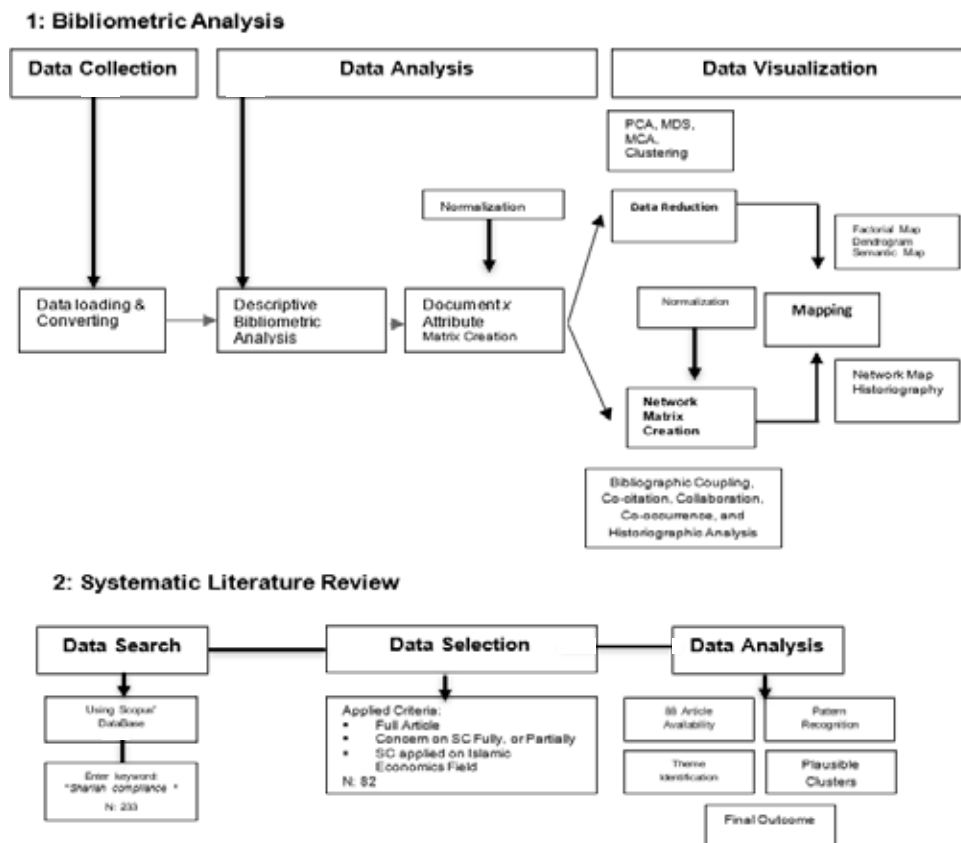 1: Bibliometric Analysis
Data Collection
Data Analysis
Data Visualization
PCA, MDS,
MCA,
Clustering
Normalization
Data Reduction
Factorial Map
Dendrogram
Semantic Map
Data loading &
Converting
Descriptive
Bibliometric
Analysis
Document x
Attribute
Matrix Creation
Normalization
Mapping
Network
Matrix
Creation
Network Map
Historiography
Bibliographic Coupling,
Co-citation, Collaboration,
Co-occurrence, and
Historiographic Analysis
2: Systematic Literature Review
Data Search
Data Selection
Data Analysis
Using Scopus'
DataBase
Enter keyword:
"Shariah compliance "
N: 233
Applied Criteria:
▪ Full Article
▪ Concern on SC Fully, or Partially
▪ SC applied on Islamic
Economics Field
N: 82
88 Article
Availability
Pattern
Recognition
Theme
Identification
Plausible
Clusters
Final Outcome